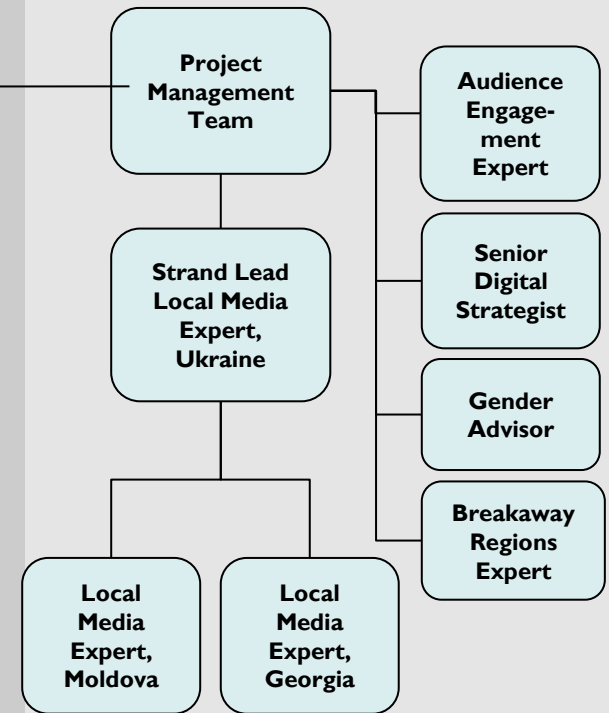 Project
Management
Team
Audience
Engage-
ment
Expert
Strand Lead
Local Media
Expert,
Ukraine
Senior
Digital
Strategist
Gender
Advisor
Breakaway
Regions
Expert
Local
Media
Expert,
Moldova
Local
Media
Expert,
Georgia